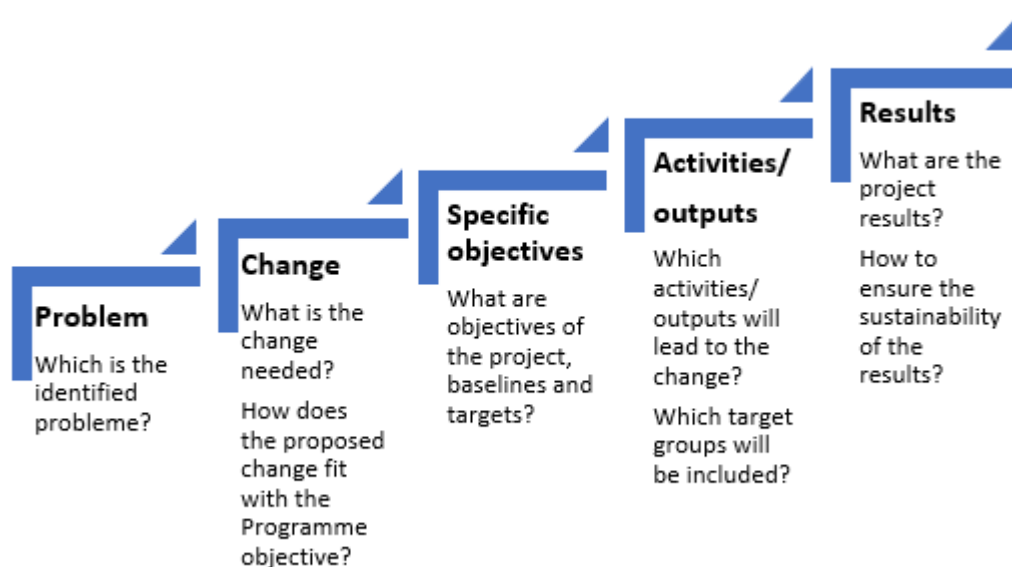 Problem
Which is the
identified
probleme?
Change
What is the
change
needed?
How does
the proposed
change fit
with the
Programme
objective?
Specific
objectives
What are
objectives of
the project,
baselines and
targets?
Activities/
outputs
Which
activities/
outputs will
lead to the
change?
Which target
groups will
be included?
Results
What are the
project
results?
How to
ensure the
sustainability
of the
results?